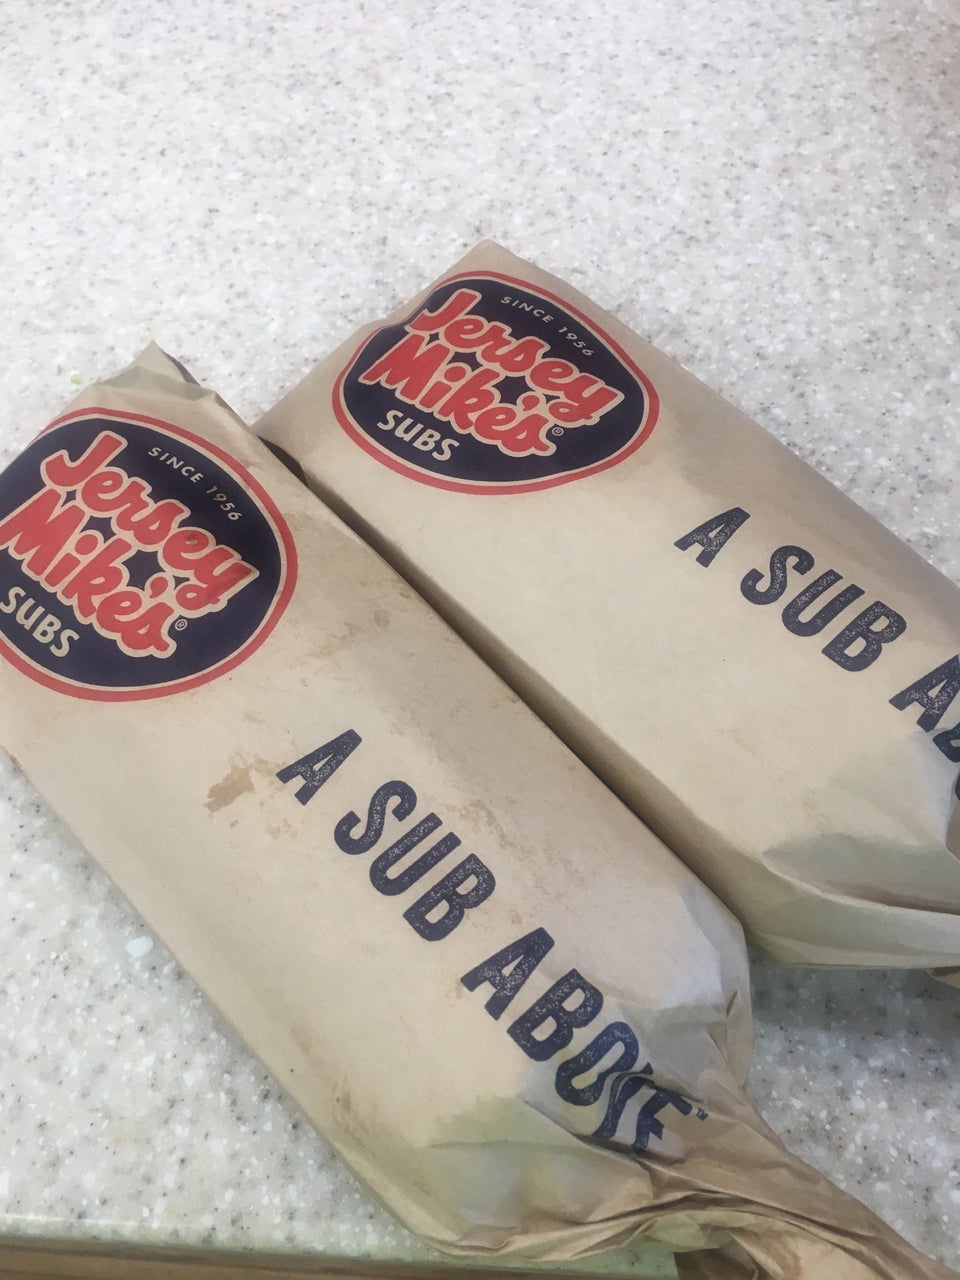 SINCE 1956
Jersey
Mike's®
SUBS
A SUB ABOVE™
SINCE 1956
Jersey
Mike's®
SUBS
A SUB